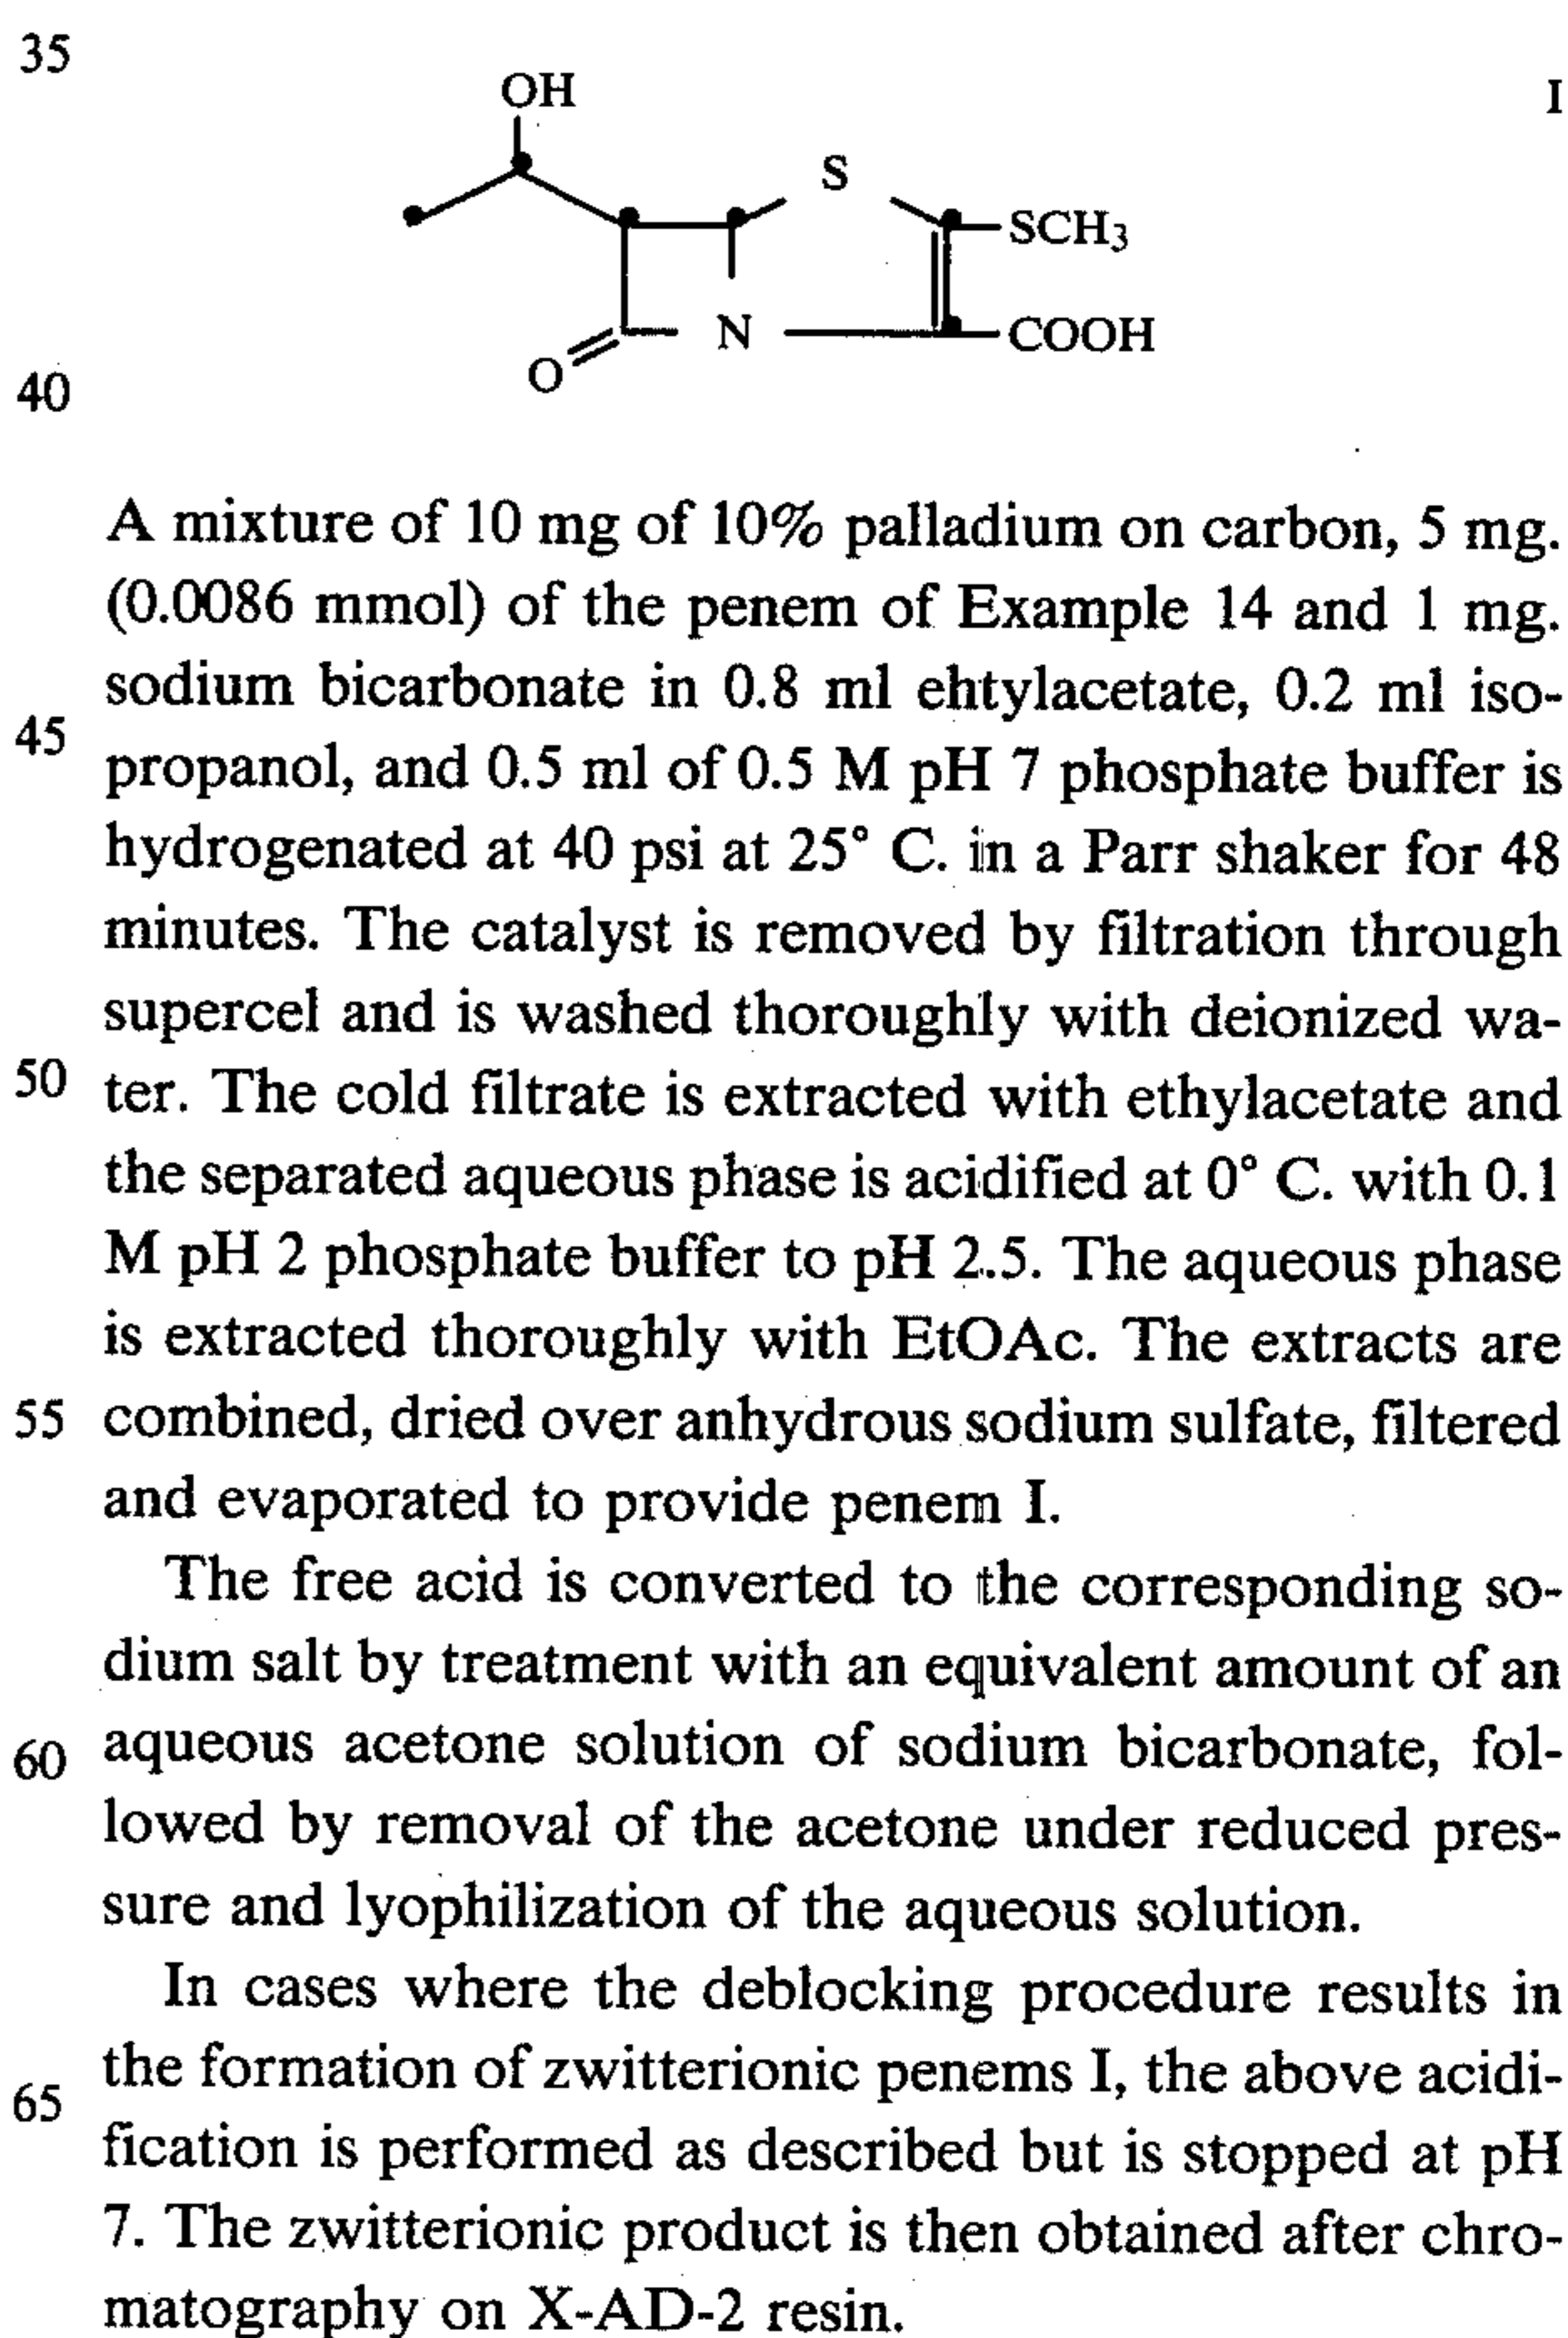 35
OH
I
S
SCH3
N
COOH
O
40
A mixture of 10 mg of 10% palladium on carbon, 5 mg.
(0.0086 mmol) of the penem of Example 14 and 1 mg.
sodium bicarbonate in 0.8 ml ehtylacetate, 0.2 ml iso-
45
propanol, and 0.5 ml of 0.5 M pH 7 phosphate buffer is
hydrogenated at 40 psi at 25° C. in a Parr shaker for 48
minutes. The catalyst is removed by filtration through
supercel and is washed thoroughly with deionized wa-
50 ter. The cold filtrate is extracted with ethylacetate and
the separated aqueous phase is acidified at 0° C. with 0.1
M pH 2 phosphate buffer to pH 2.5. The aqueous phase
is extracted thoroughly with EtOAc. The extracts are
55 combined, dried over anhydrous sodium sulfate, filtered
and evaporated to provide penem I.
The free acid is converted to the corresponding so-
dium salt by treatment with an equivalent amount of an
60 aqueous acetone solution of sodium bicarbonate, fol-
lowed by removal of the acetone under reduced pres-
sure and lyophilization of the aqueous solution.
In cases where the deblocking procedure results in
the formation of zwitterionic penems I, the above acidi-
65
fication is performed as described but is stopped at pH
7. The zwitterionic product is then obtained after chro-
matography on X-AD-2 resin.